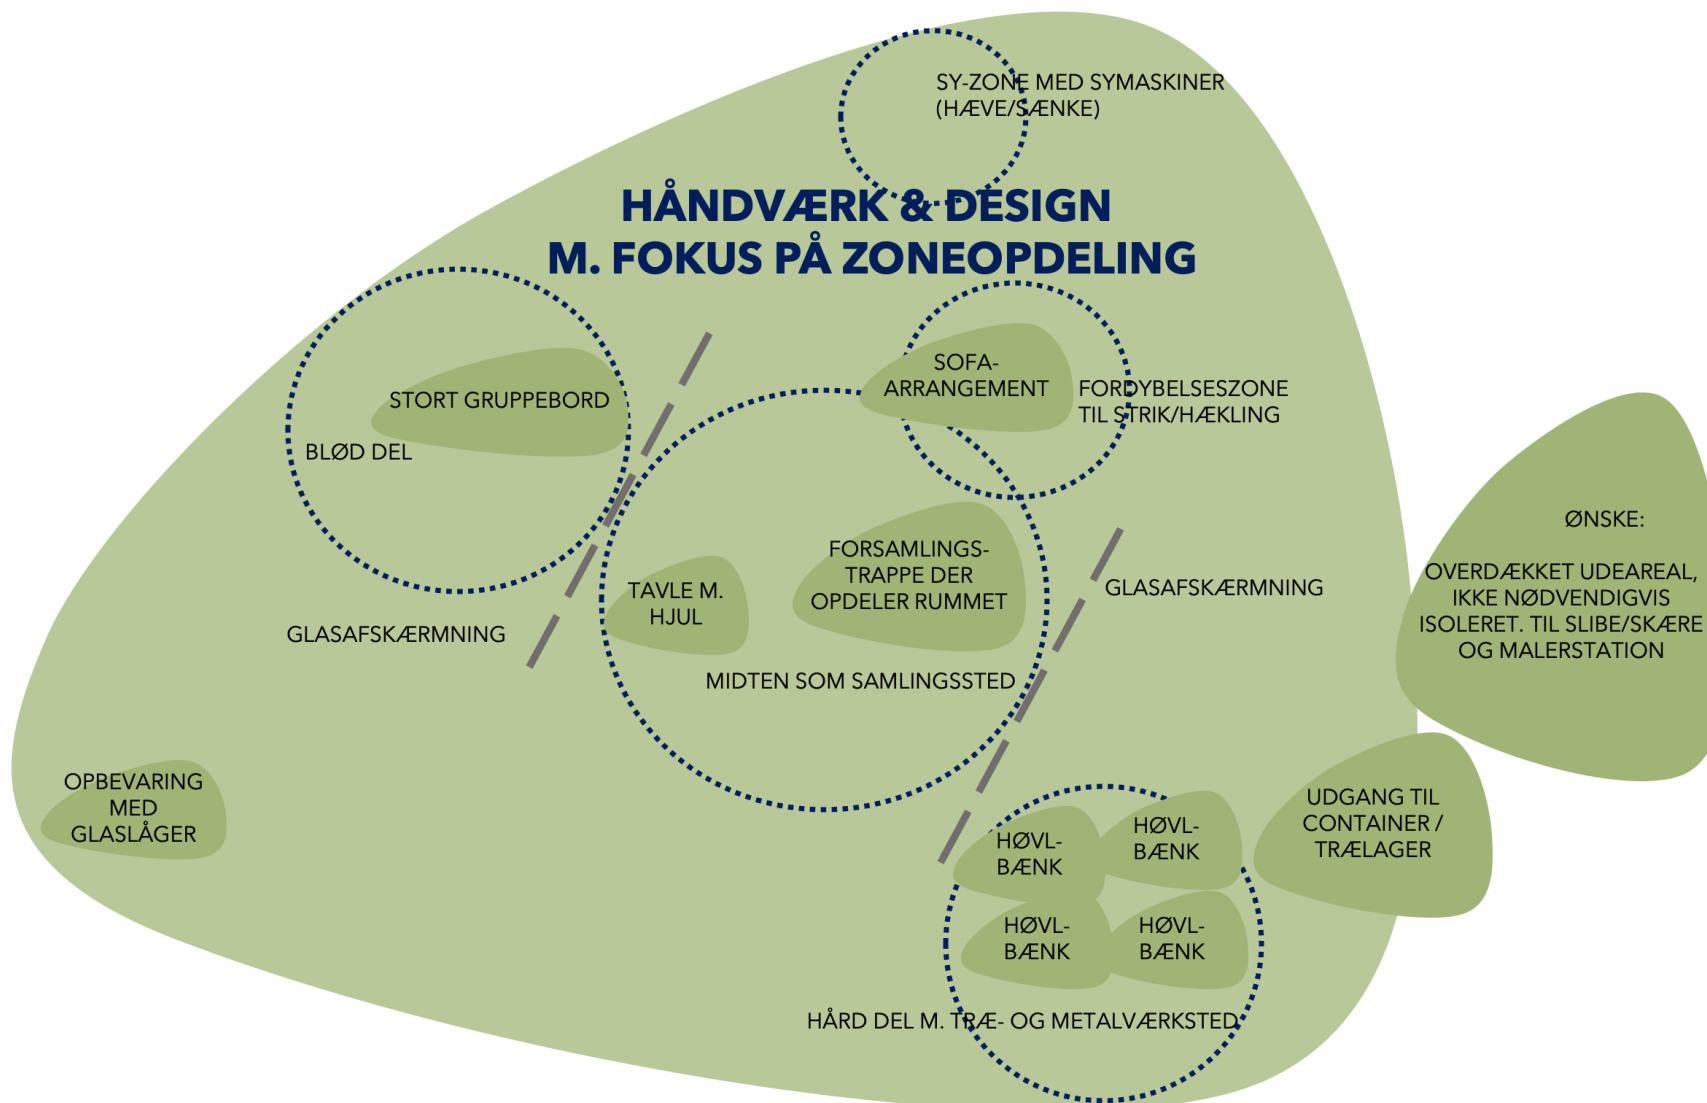 SY-ZONE MED SYMASKINER
(HÆVE/SÆNKE)
HÅNDVÆRK & DESIGN
M. FOKUS PÅ ZONEOPDELING
STORT GRUPPEBORD
BLØD DEL
SOFA-
ARRANGEMENT
FORDYBELSESZONE
TIL STRIK/HÆKLING
GLASAFSKÆRMNING
TAVLE M.
HJUL
FORSAMLINGS-
TRAPPE DER
OPDELER RUMMET
MIDTEN SOM SAMLINGSSTED
GLASAFSKÆRMNING
ØNSKE:
OVERDÆKKET UDEAREAL,
IKKE NØDVENDIGVIS
ISOLERET. TIL SLIBE/SKÆRE
OG MALERSTATION
OPBEVARING
MED
GLASLÅGER
HØVL-
BÆNK
HØVL-
BÆNK
HØVL-
BÆNK
HØVL-
BÆNK
UDGANG TIL
CONTAINER /
TRÆLAGER
HÅRD DEL M. TRÆ- OG METALVÆRKSTED